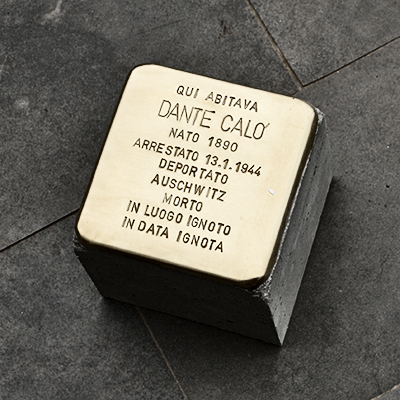 QUI ABITAVA
DANTE CALO'
NATO 1890
ARRESTATO 13.1.1944
DEPORTATO
AUSCHWITZ
MORTO
IN LUOGO IGNOTO
IN DATA IGNOTA